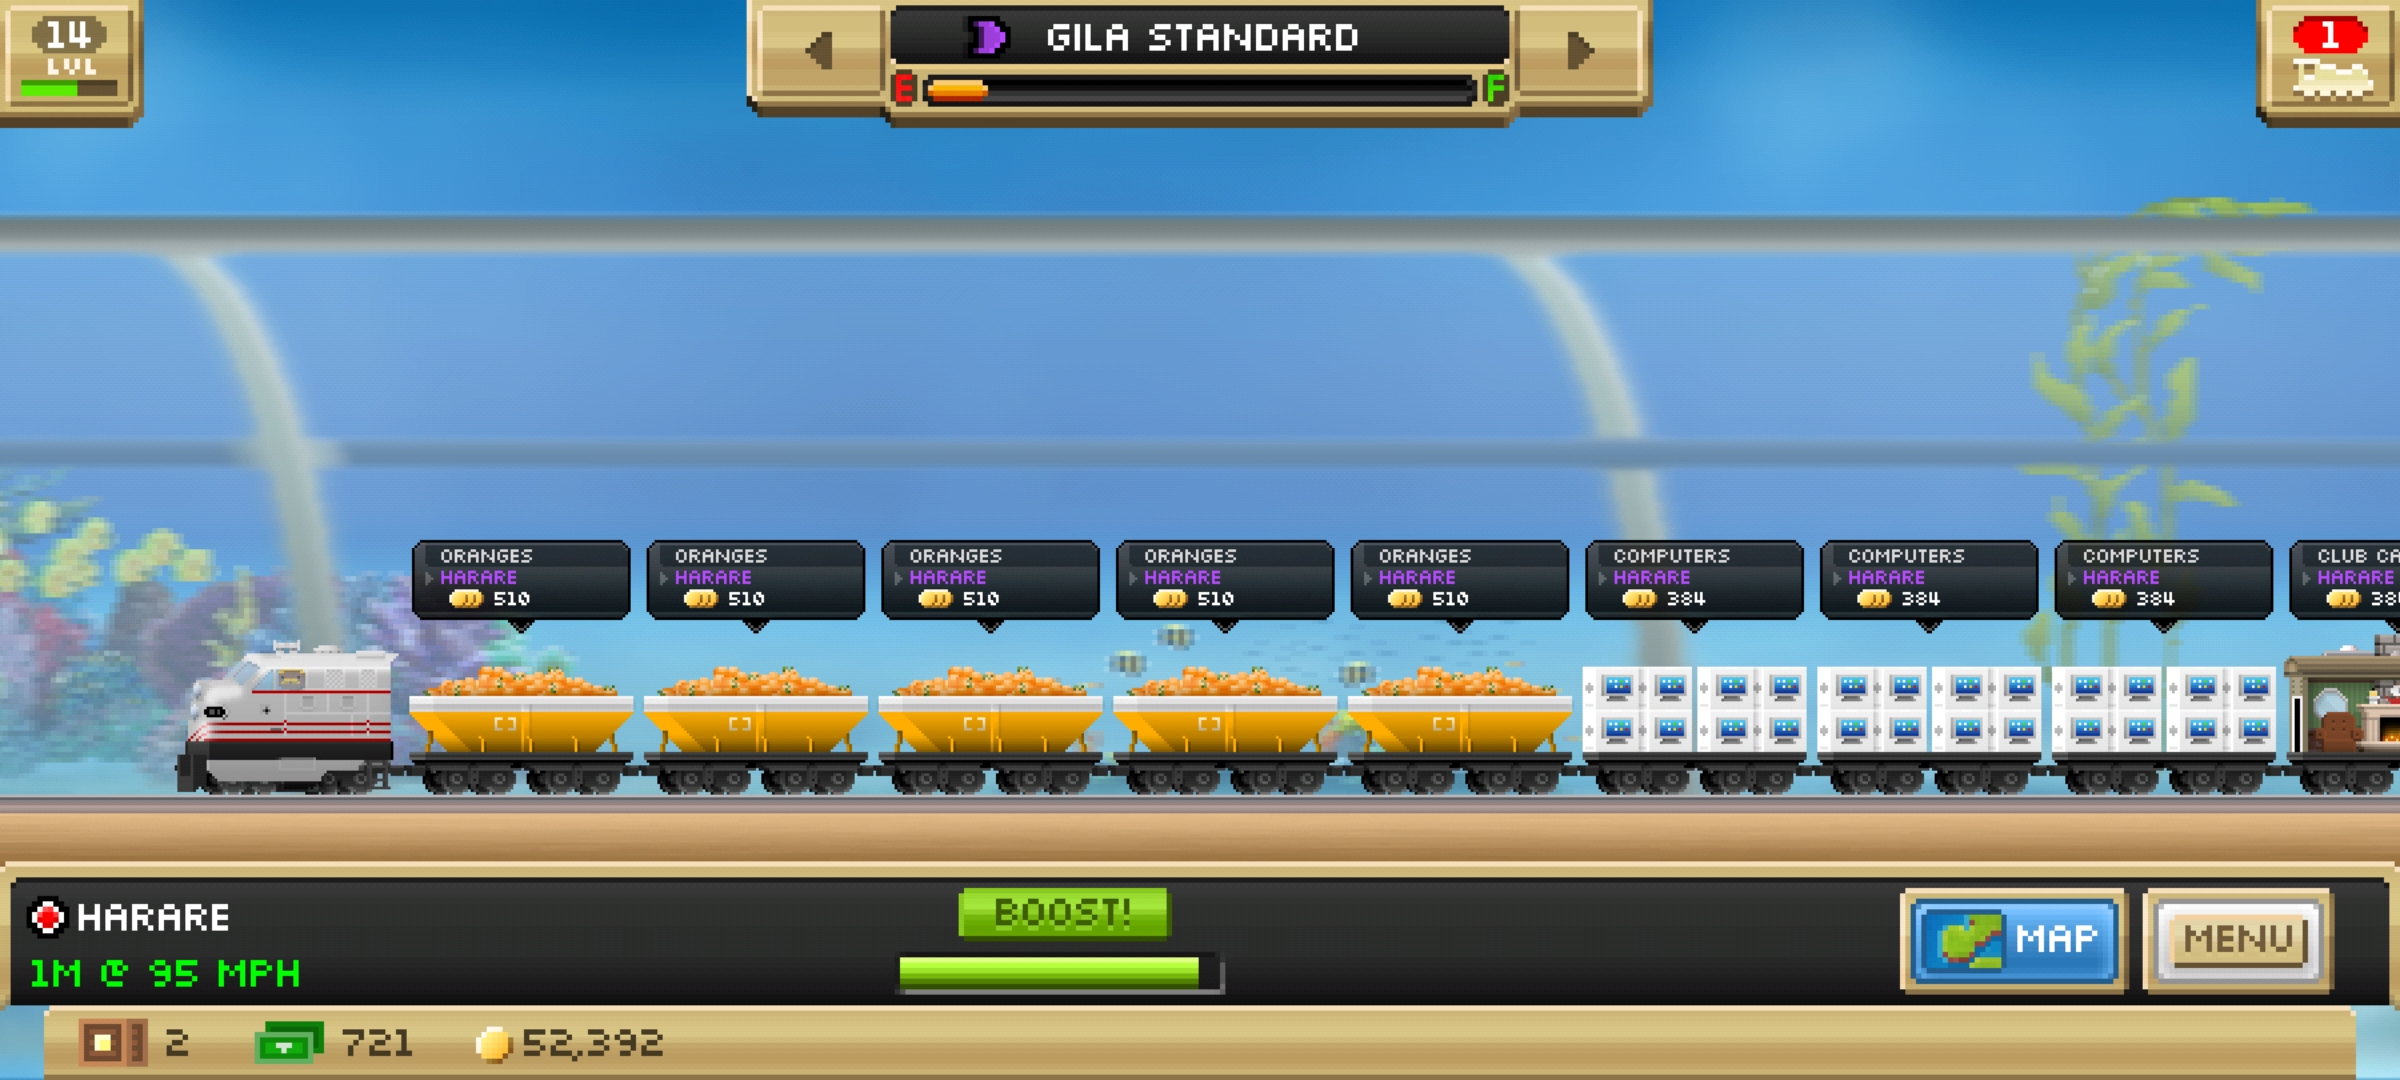 14
LVL
GILA STANDARD
E F
1
ORANGES
HARARE
510
ORANGES
HARARE
510
ORANGES
HARARE
510
ORANGES
HARARE
510
ORANGES
HARARE
510
COMPUTERS
HARARE
384
COMPUTERS
HARARE
384
COMPUTERS
HARARE
384
CLUB
HARARE
HARARE
1M @ 95 MPH
BOOST!
MAP
MENU
2
721
52,392